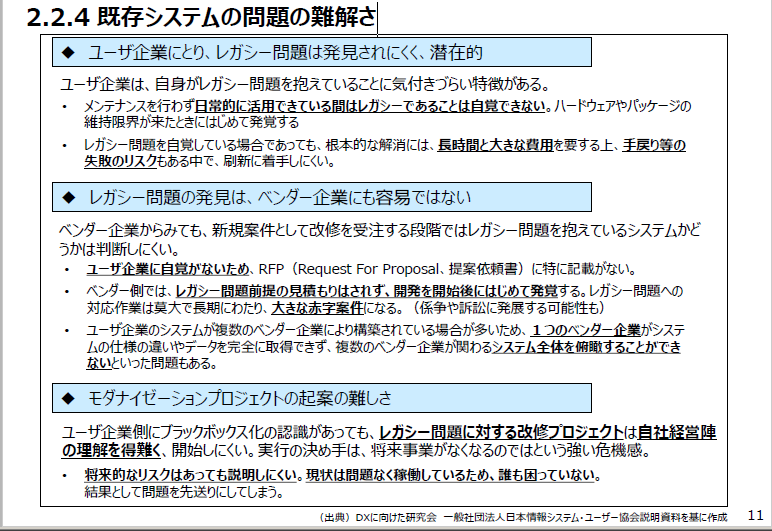 2.2.4 既存システムの問題の難解さ
◆ ユーザ企業にとり、レガシー問題は発見されにくく、潜在的
ユーザ企業は、自身がレガシー問題を抱えていることに気付きづらい特徴がある。
• メンテナンスを行わず日常的に活用できている間はレガシーであることは自覚できない。ハードウェアやパッケージの
維持限界が来たときにはじめて発覚する
• レガシー問題を自覚している場合であっても、根本的な解消には、長時間と大きな費用を要する上、手戻り等の
失敗のリスクもある中で、刷新に着手しにくい。
◆ レガシー問題の発見は、ベンダー企業にも容易ではない
ベンダー企業からみても、新規案件として改修を受注する段階ではレガシー問題を抱えているシステムかど
うかは判断しにくい。
• ユーザ企業に自覚がないため、RFP（Request For Proposal、提案依頼書）に特に記載がない。
• ベンダー側では、レガシー問題前提の見積もりはされず、開発を開始後にはじめて発覚する。レガシー問題への
対応作業は莫大で長期にわたり、大きな赤字案件になる。（係争や訴訟に発展する可能性も）
• ユーザ企業のシステムが複数のベンダー企業により構築されている場合が多いため、１つのベンダー企業がシステ
ムの仕様の違いやデータを完全に取得できず、複数のベンダー企業が関わるシステム全体を俯瞰することができ
ないといった問題もある。
◆ モダナイゼーションプロジェクトの起案の難しさ
ユーザ企業側にブラックボックス化の認識があっても、レガシー問題に対する改修プロジェクトは自社経営陣
の理解を得難く、開始しにくい。実行の決め手は、将来事業がなくなるのではという強い危機感。
• 将来的なリスクはあっても説明しにくい。現状は問題なく稼働しているため、誰も困っていない。
結果として問題を先送りにしてしまう。
（出典）DXに向けた研究会 一般社団法人日本情報システム・ユーザー協会説明資料を基に作成
11